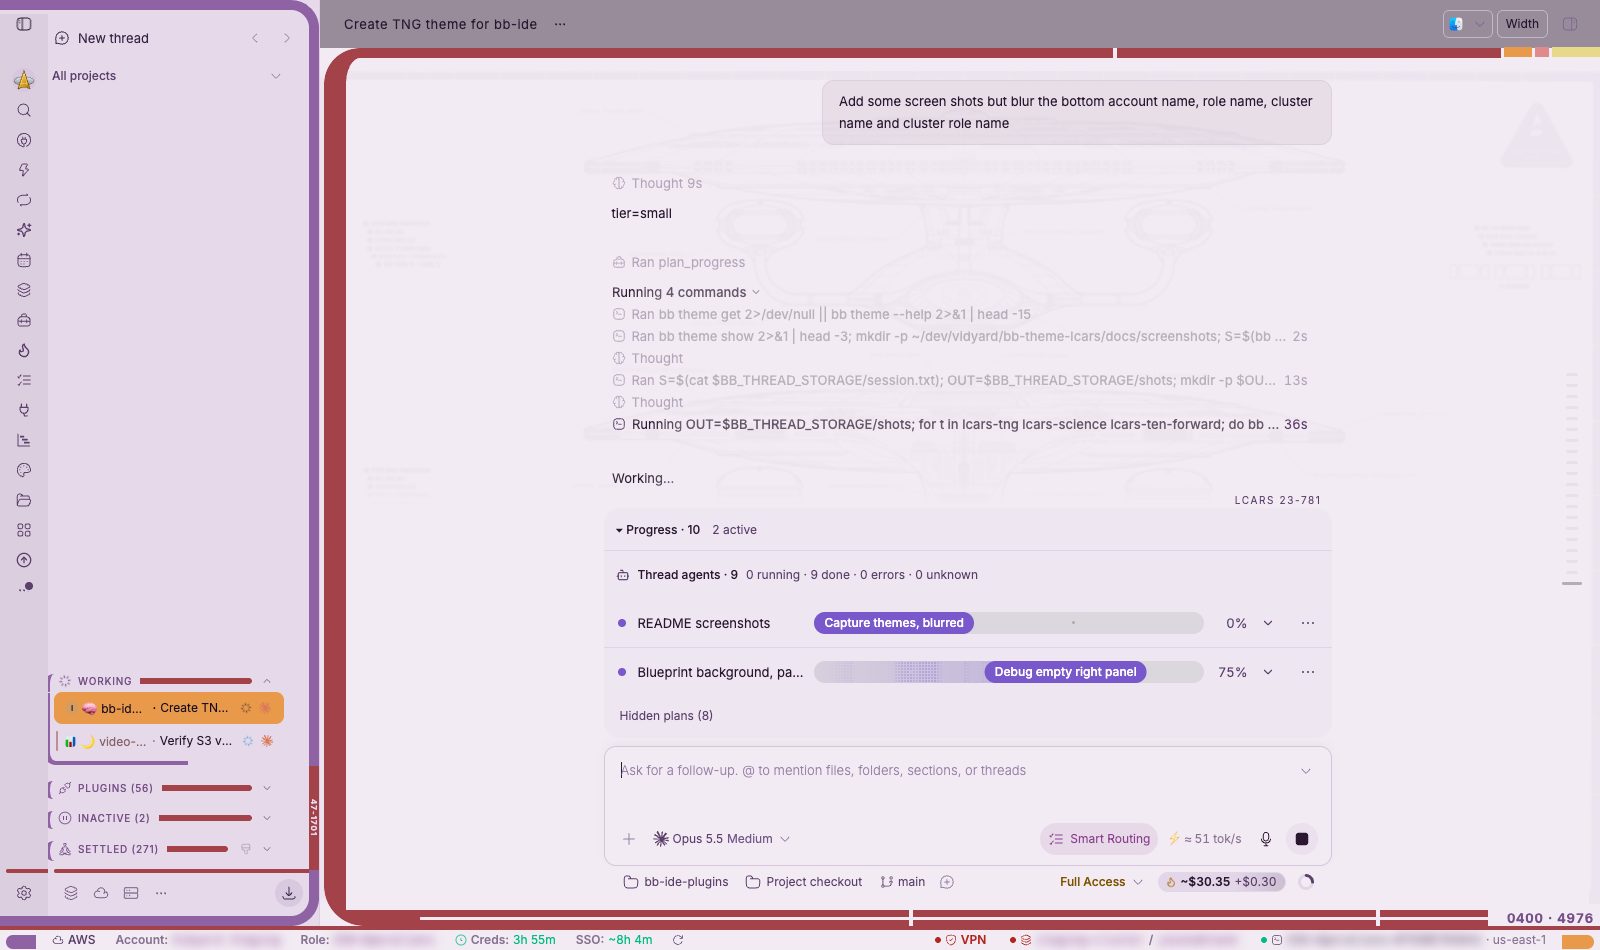 Create TNG theme for bb-ide ···
Width
New thread
All projects
Add some screen shots but blur the bottom account name, role name, cluster
name and cluster role name
Thought 9s
tier=small
Ran plan_progress
Running 4 commands
Ran bb theme get 2>/dev/null || bb theme --help 2>&1 | head -15
Ran bb theme show 2>&1 | head -3; mkdir -p ~/dev/vidyard/bb-theme-lcars/docs/screenshots; S=$(bb ... 2s
Thought
Ran S=$(cat $BB_THREAD_STORAGE/session.txt); OUT=$BB_THREAD_STORAGE/shots; mkdir -p $OU... 13s
Thought
Running OUT=$BB_THREAD_STORAGE/shots; for t in lcars-tng lcars-science lcars-ten-forward; do bb ... 36s
Working...
LCARS 23-781
Progress · 10 2 active
Thread agents · 9 0 running · 9 done · 0 errors · 0 unknown
README screenshots Capture themes, blurred 0% ···
Blueprint background, pa... Debug empty right panel 75% ···
Hidden plans (8)
WORKING
bb-id... · Create TN...
video-... · Verify S3 v...
PLUGINS (56)
INACTIVE (2)
SETTLED (271)
47-1701
Ask for a follow-up. @ to mention files, folders, sections, or threads
Opus 5.5 Medium
Smart Routing
≈ 51 tok/s
bb-ide-plugins Project checkout main
Full Access
~$30.35 +$0.30
0400 · 4976
AWS Account: Role: Creds: 3h 55m SSO: ~8h 4m VPN / · us-east-1